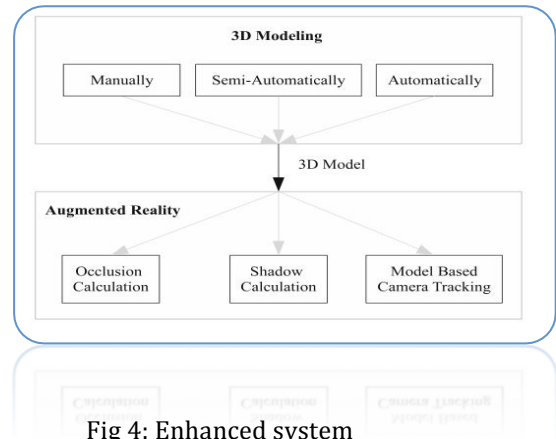 3D Modeling
Manually Semi-Automatically Automatically
3D Model
Augmented Reality
Occlusion Calculation
Shadow Calculation
Model Based Camera Tracking
Fig 4: Enhanced system